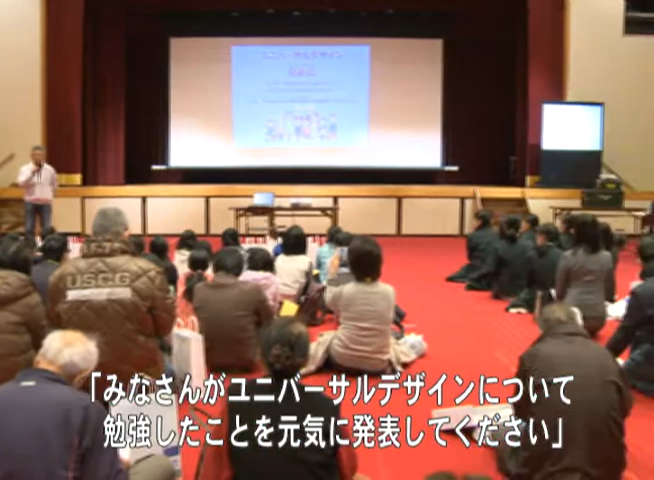 ユニバーサルデザイン
USCG
「みなさんがユニバーサルデザインについて
勉強したことを元気に発表してください」